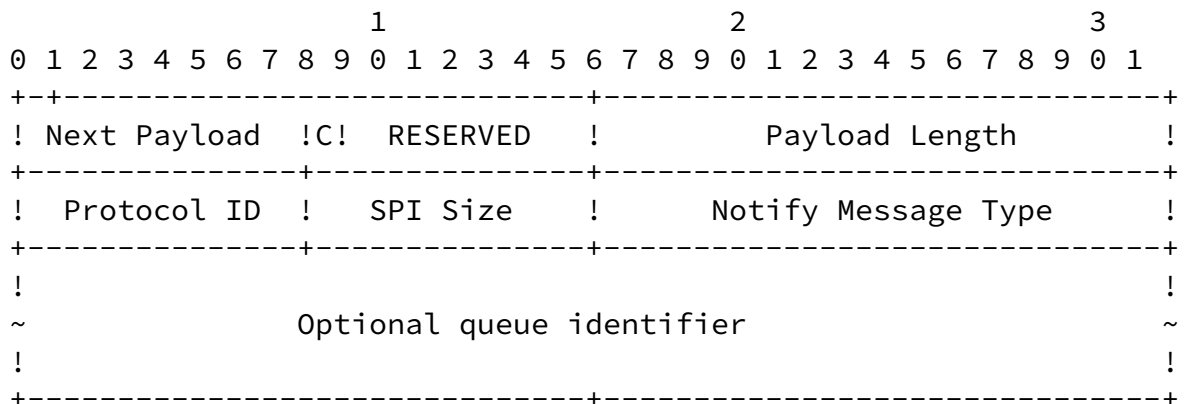 1                   2                   3
0 1 2 3 4 5 6 7 8 9 0 1 2 3 4 5 6 7 8 9 0 1 2 3 4 5 6 7 8 9 0 1
+-+-----------------------------+-------------------------------+
! Next Payload  !C!  RESERVED   !         Payload Length        !
+---------------+---------------+-------------------------------+
!  Protocol ID  !   SPI Size    !      Notify Message Type      !
+---------------+---------------+-------------------------------+
!                                                               !
~               Optional queue identifier                       ~
!                                                               !
+-------------------------------+-------------------------------+